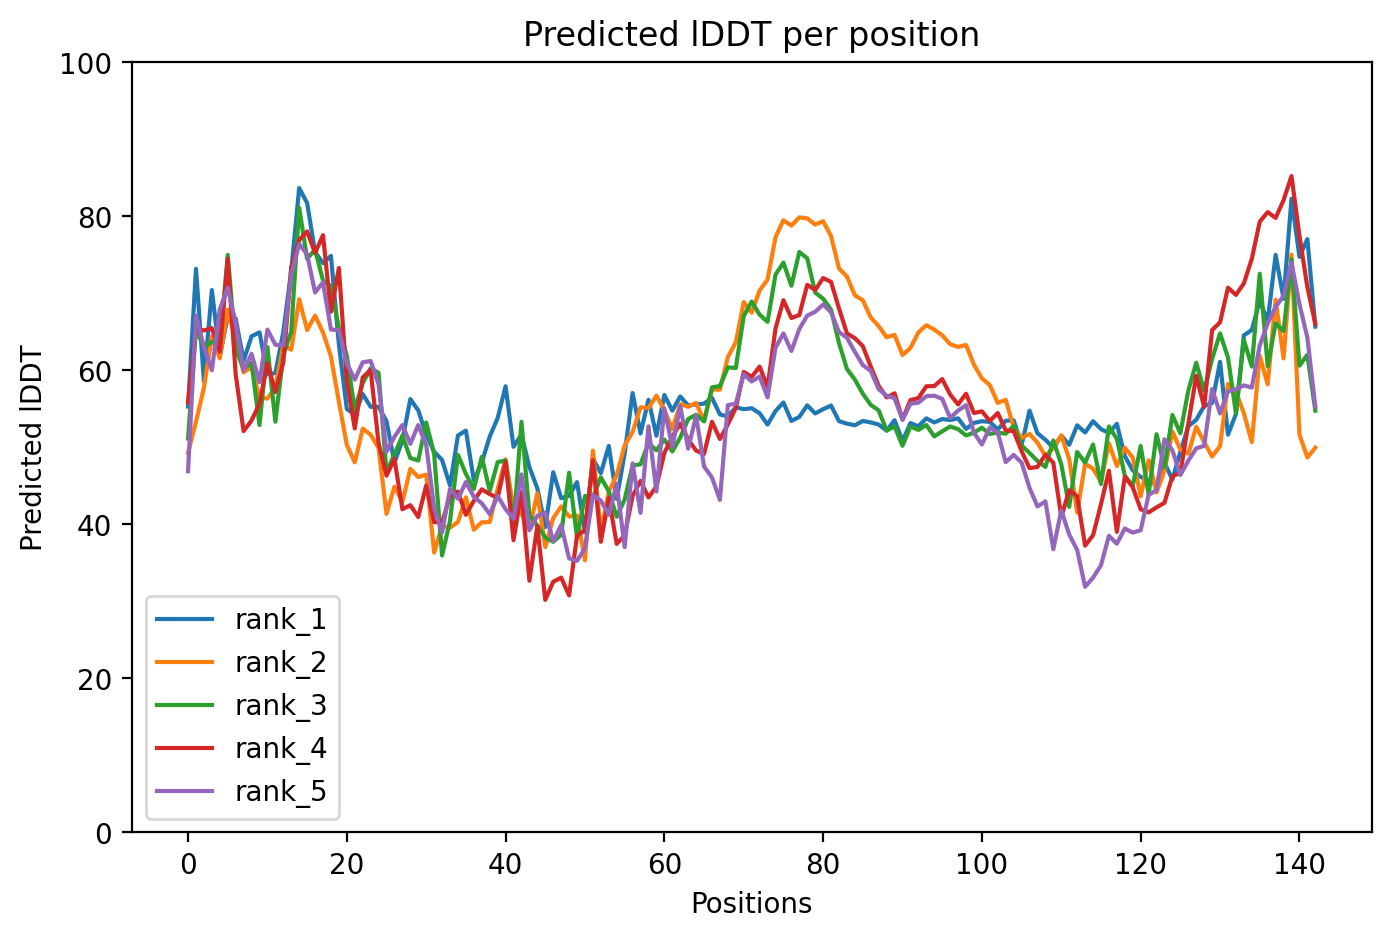 Predicted lDDT per position
Predicted lDDT
100
80
60
40
20
0
rank_1
rank_2
rank_3
rank_4
rank_5
0 20 40 60 80 100 120 140
Positions